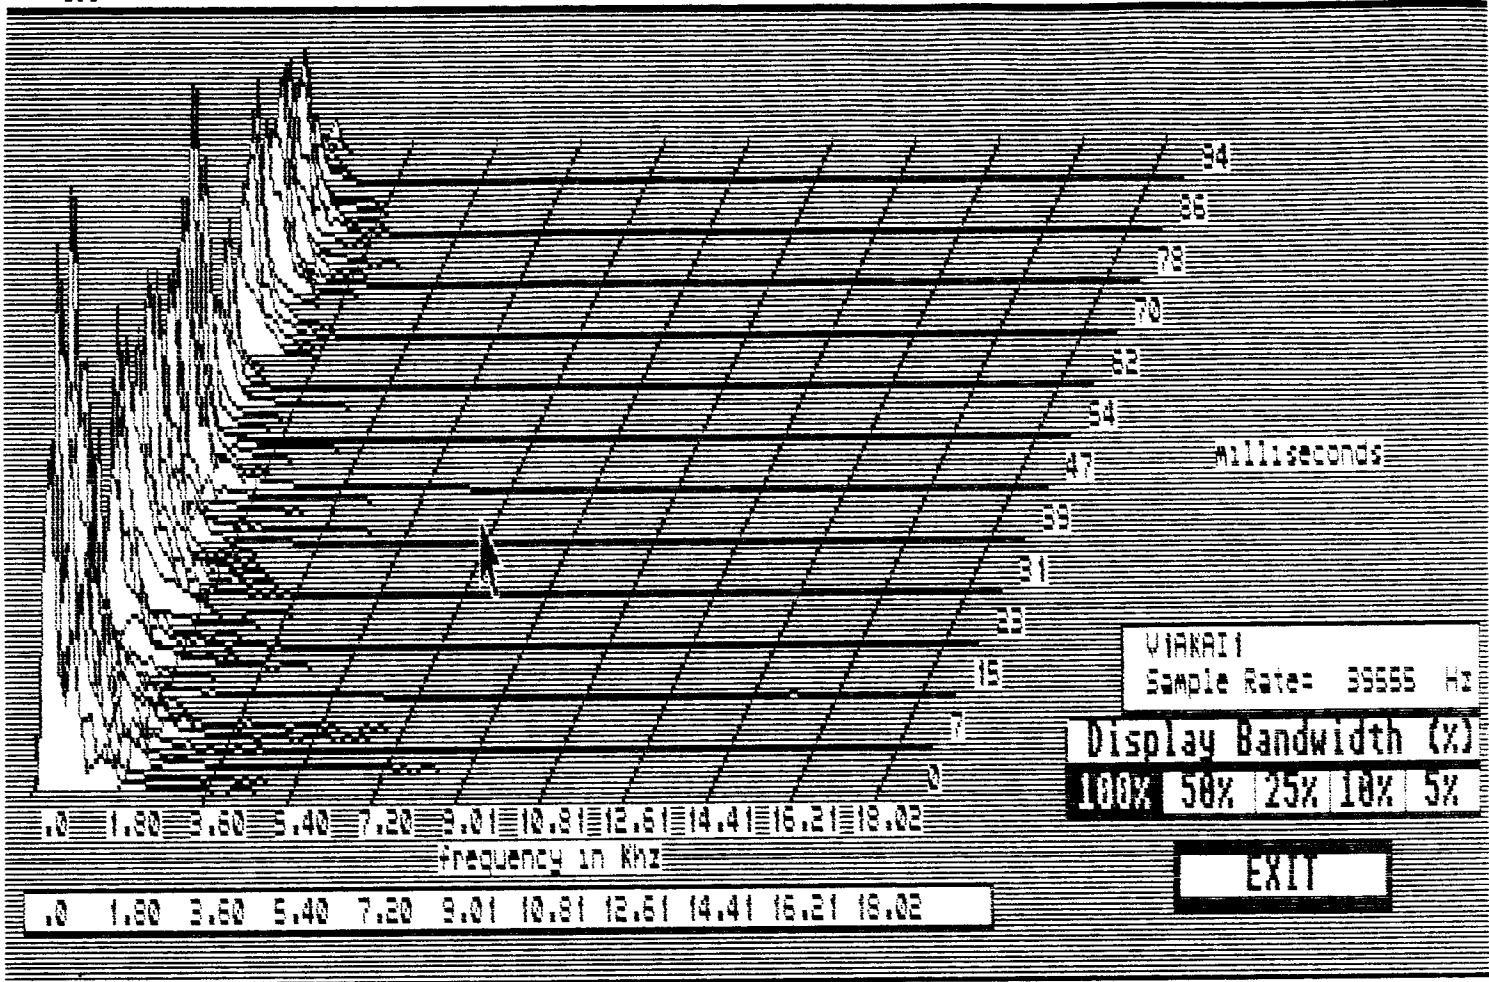 94
86
78
70
62
54
47
Milliseconds
39
31
23
15
7
0
V1AKAI1
Sample Rate= Hz
Display Bandwidth (%)
100% 50% 25% 10% 5%
.0 1.80 3.60 5.40 7.20 9.01 10.81 12.61 14.41 16.21 18.02
frequency in Khz
EXIT
.0 1.80 3.60 5.40 7.20 9.01 10.81 12.61 14.41 16.21 18.02